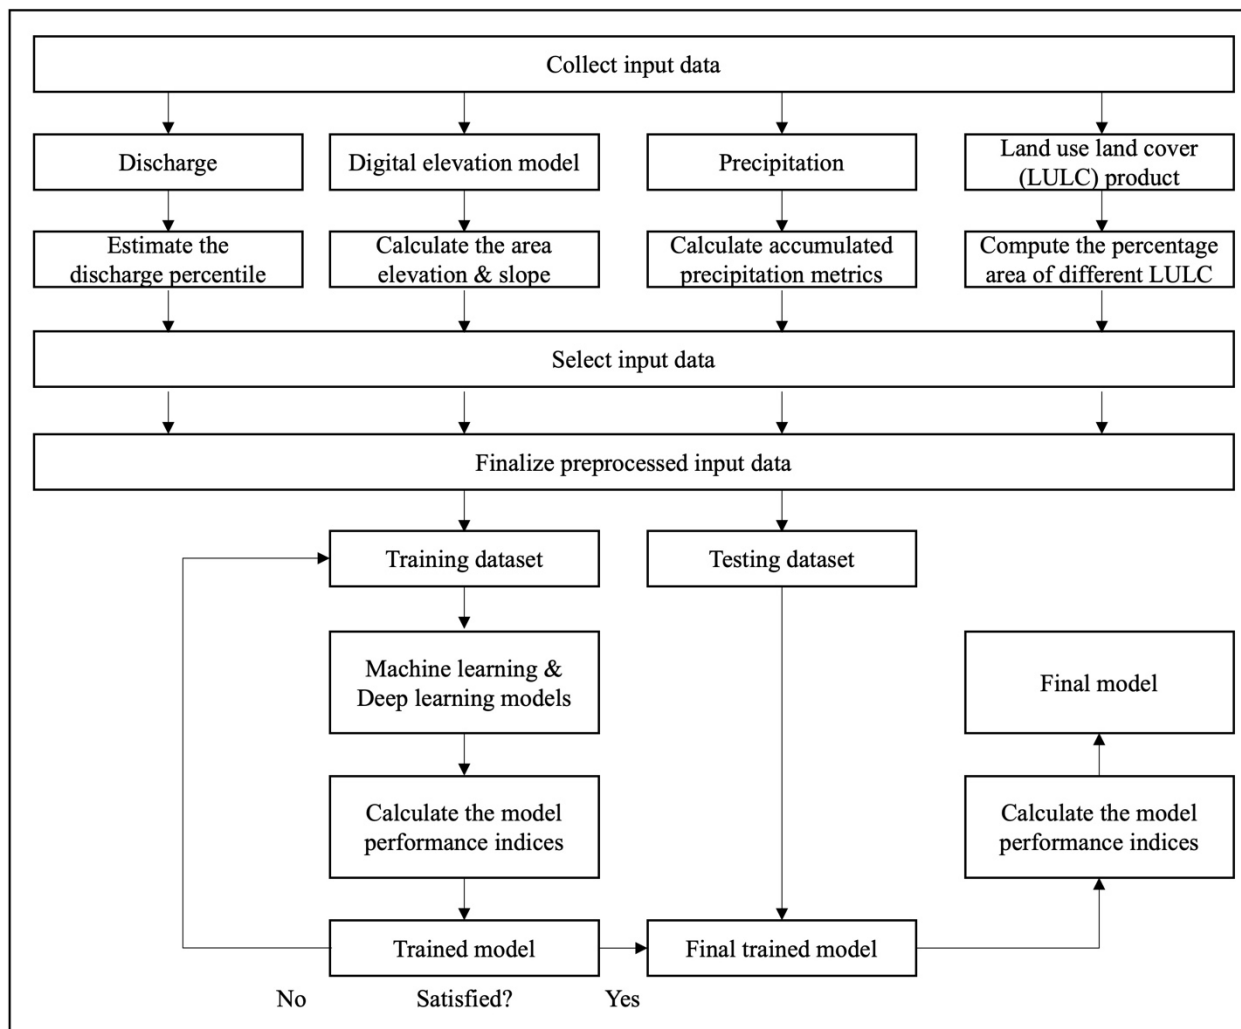 Collect input data
Discharge
Digital elevation model
Precipitation
Land use land cover
(LULC) product
Estimate the
discharge percentile
Calculate the area
elevation & slope
Calculate accumulated
precipitation metrics
Compute the percentage
area of different LULC
Select input data
Finalize preprocessed input data
Training dataset
Testing dataset
Machine learning &
Deep learning models
Final model
Calculate the model
performance indices
Calculate the model
performance indices
Trained model
Final trained model
No
Satisfied?
Yes